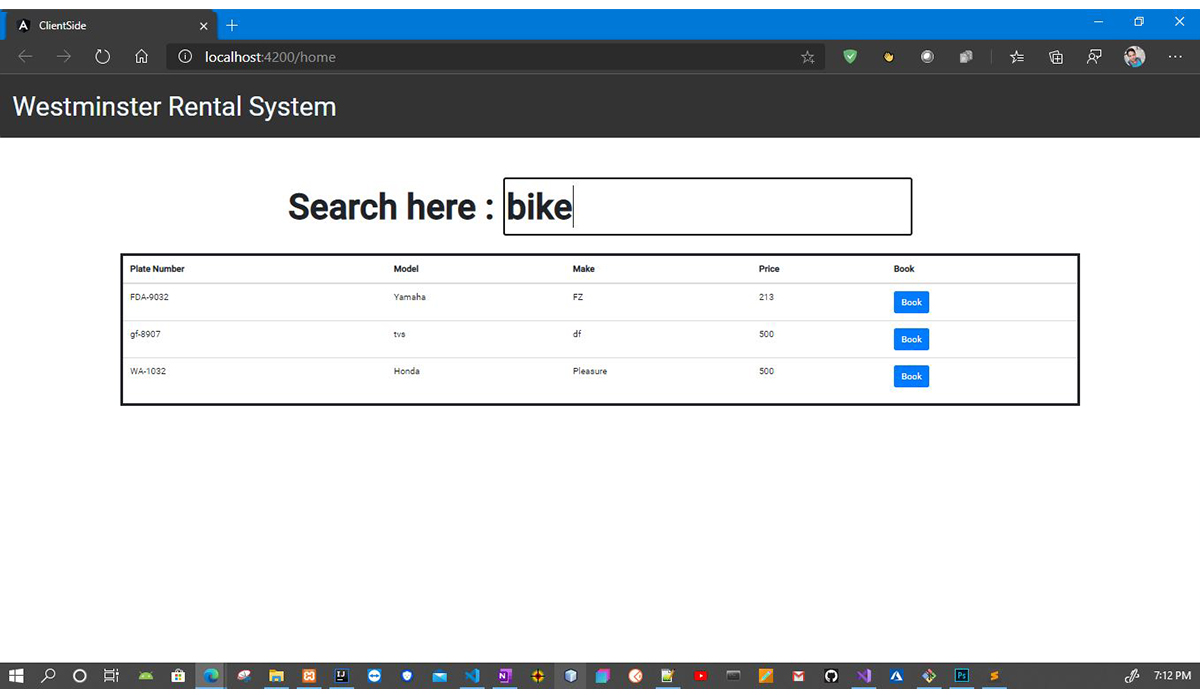 ClientSide
localhost:4200/home
Westminster Rental System
Search here : bike
Plate Number Model Make Price Book
FDA-9032 Yamaha FZ 213 Book
gf-8907 tvs df 500 Book
WA-1032 Honda Pleasure 500 Book
7:12 PM